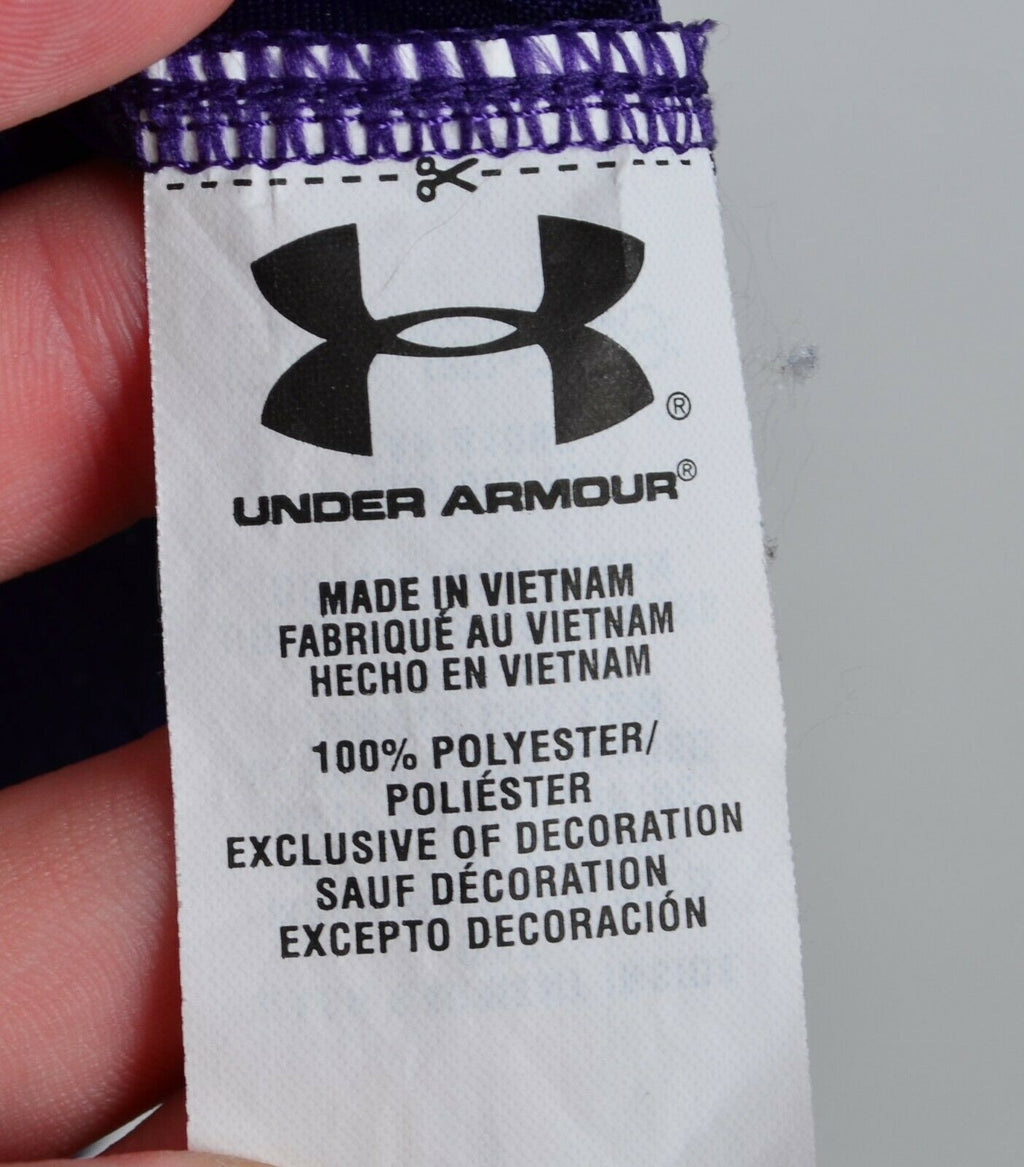 ®
UNDER ARMOUR®
MADE IN VIETNAM
FABRIQUÉ AU VIETNAM
HECHO EN VIETNAM
100% POLYESTER/
POLIÉSTER
EXCLUSIVE OF DECORATION
SAUF DÉCORATION
EXCEPTO DECORACIÓN